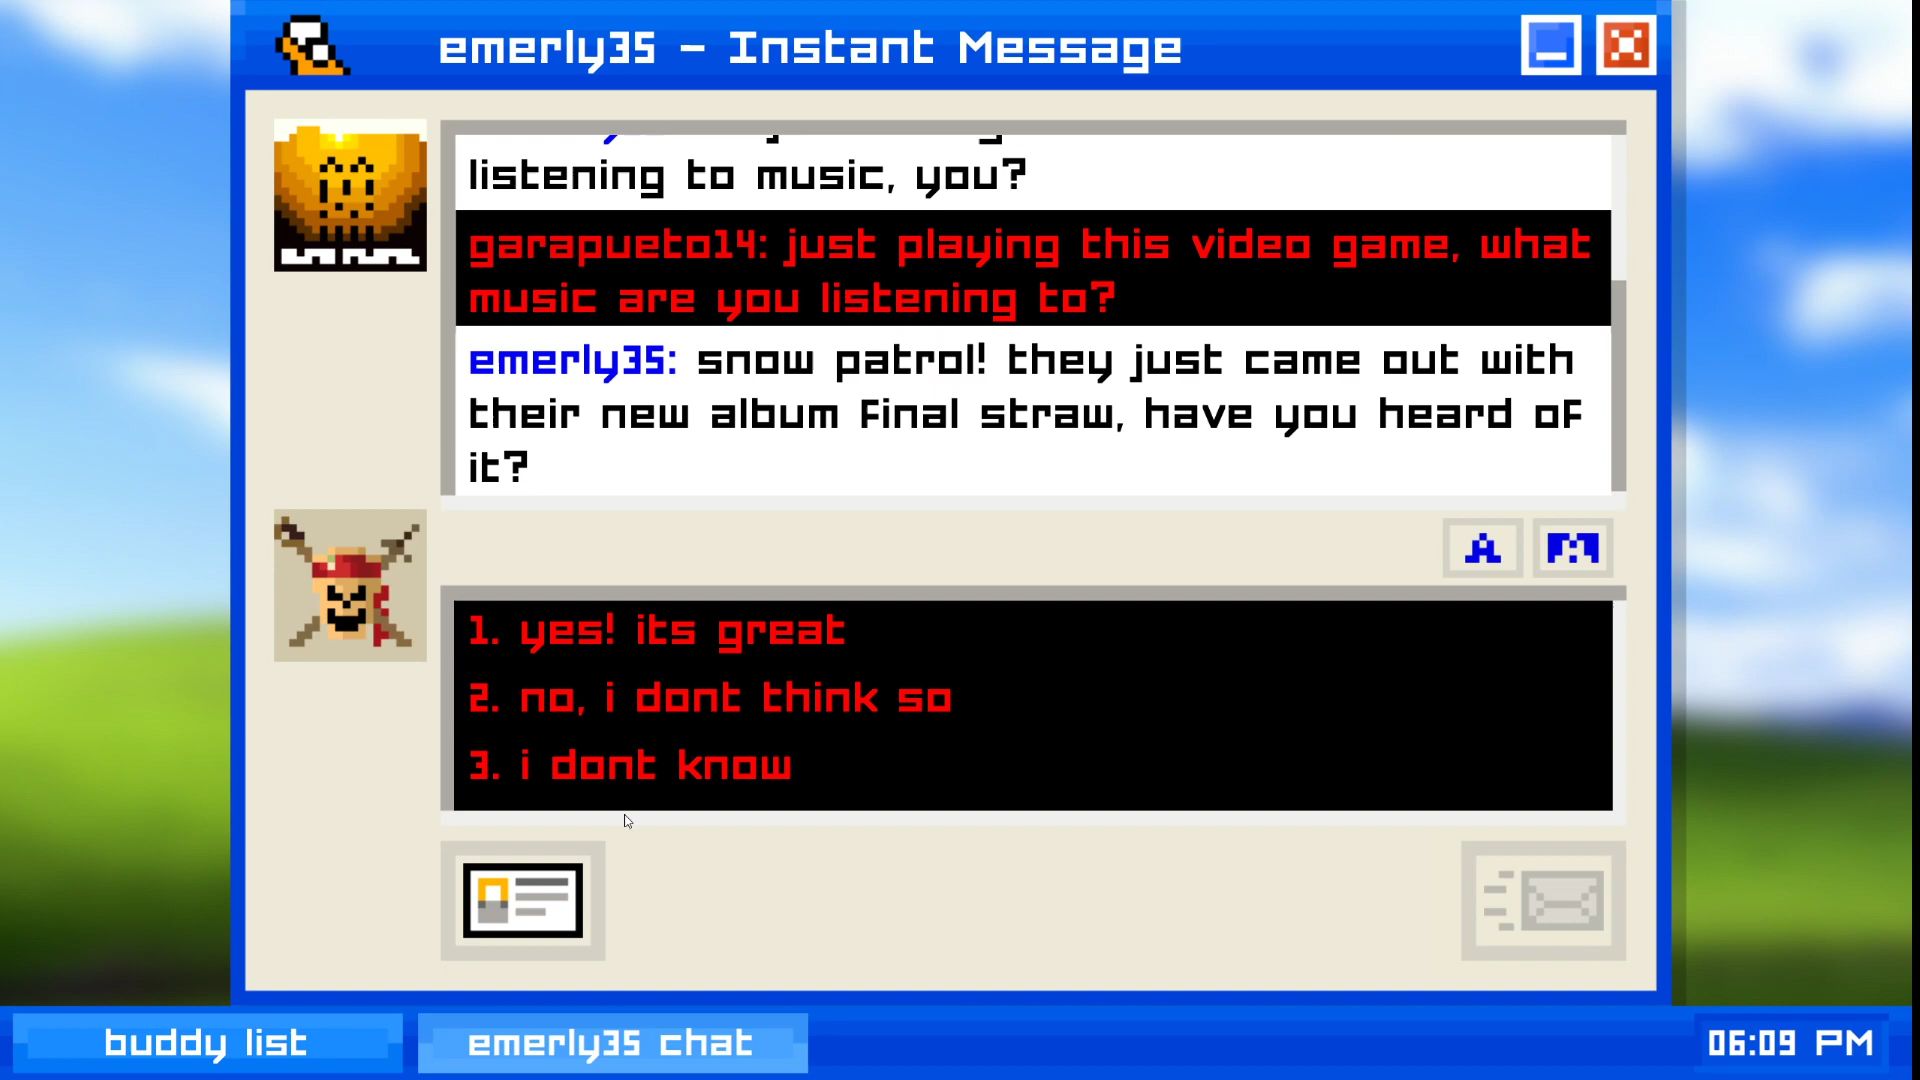 emerly35 - Instant Message
listening to music, you?
garapueto14: just playing this video game, what
music are you listening to?
emerly35: snow patrol! they just came out with
their new album final straw, have you heard of
it?
A
1. yes! its great
2. no, i dont think so
3. i dont know
buddy list
emerly35 chat
06:09 PM